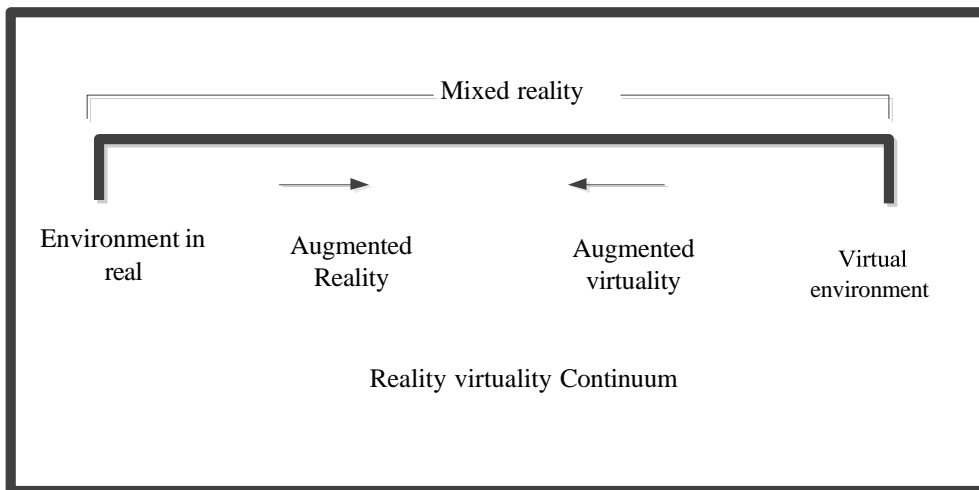 Mixed reality
Environment in
real
Augmented
Reality
Augmented
virtuality
Virtual
environment
Reality virtuality Continuum